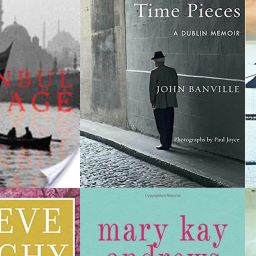 NBUL
AGE
Time Pieces
A DUBLIN MEMOIR
JOHN BANVILLE
Photographs by Paul Joyce
EVE
CHY
mary kay
andrews